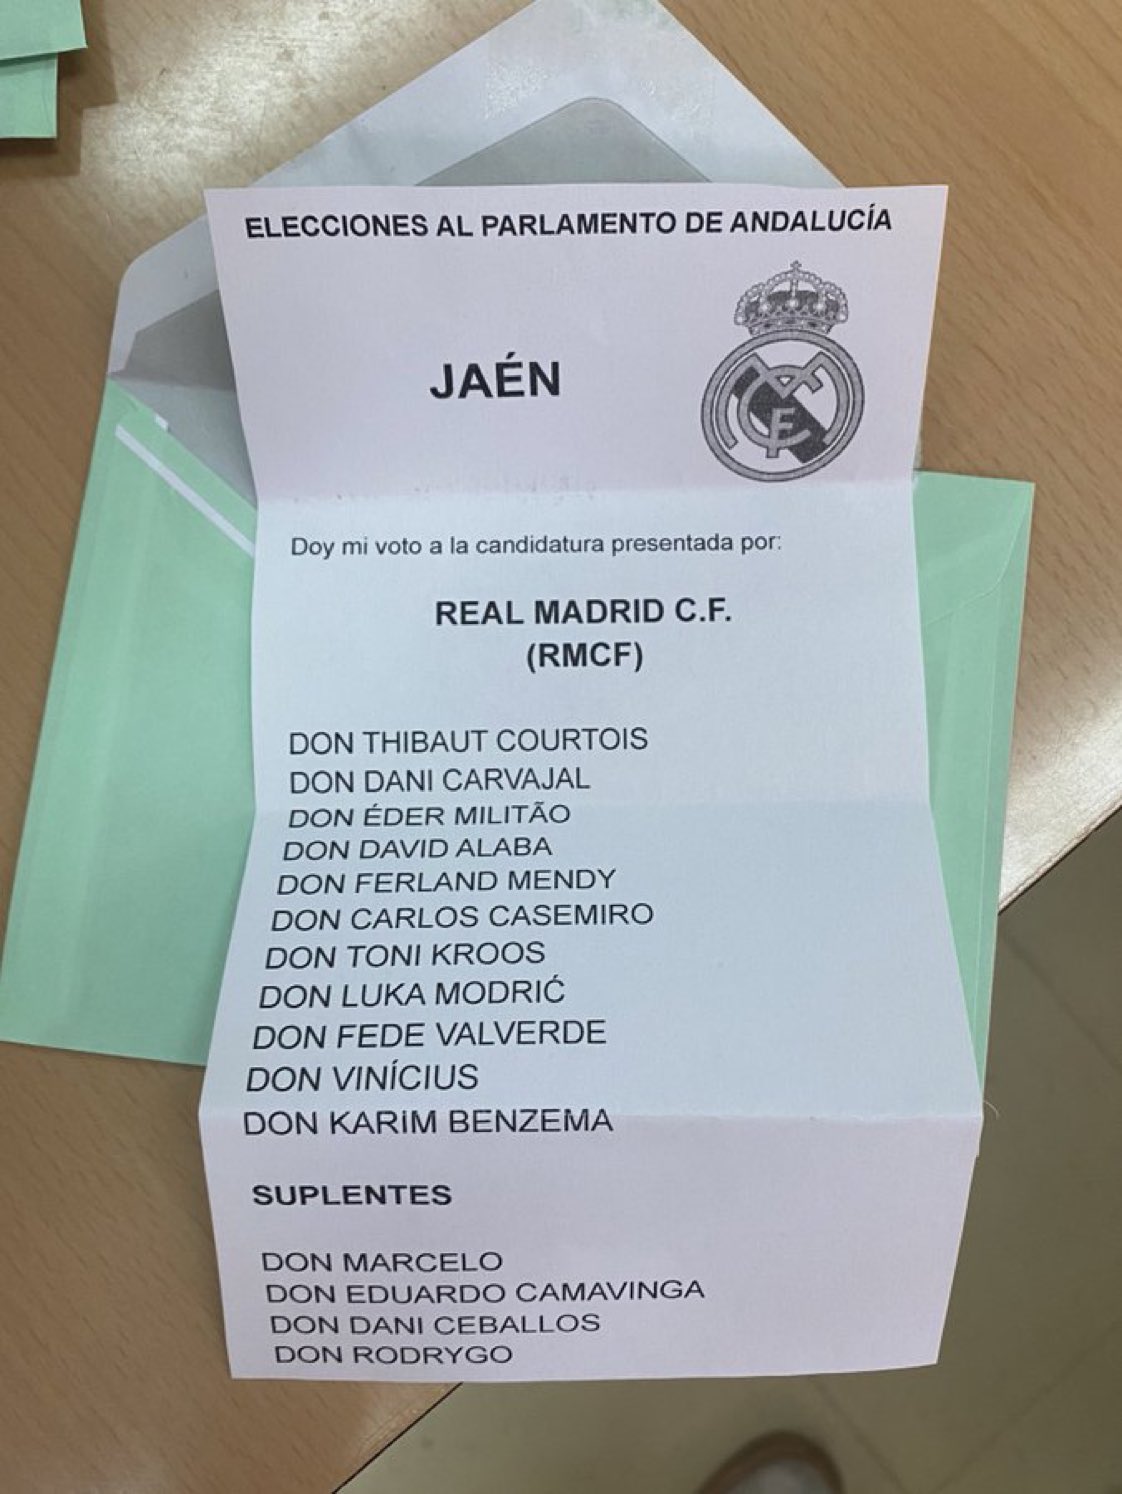 ELECCIONES AL PARLAMENTO DE ANDALUCÍA
JAÉN
Doy mi voto a la candidatura presentada por:
REAL MADRID C.F.
(RMCF)
DON THIBAUT COURTOIS
DON DANI CARVAJAL
DON ÉDER MILITÃO
DON DAVID ALABA
DON FERLAND MENDY
DON CARLOS CASEMIRO
DON TONI KROOS
DON LUKA MODRIĆ
DON FEDE VALVERDE
DON VINÍCIUS
DON KARIM BENZEMA
SUPLENTES
DON MARCELO
DON EDUARDO CAMAVINGA
DON DANI CEBALLOS
DON RODRYGO